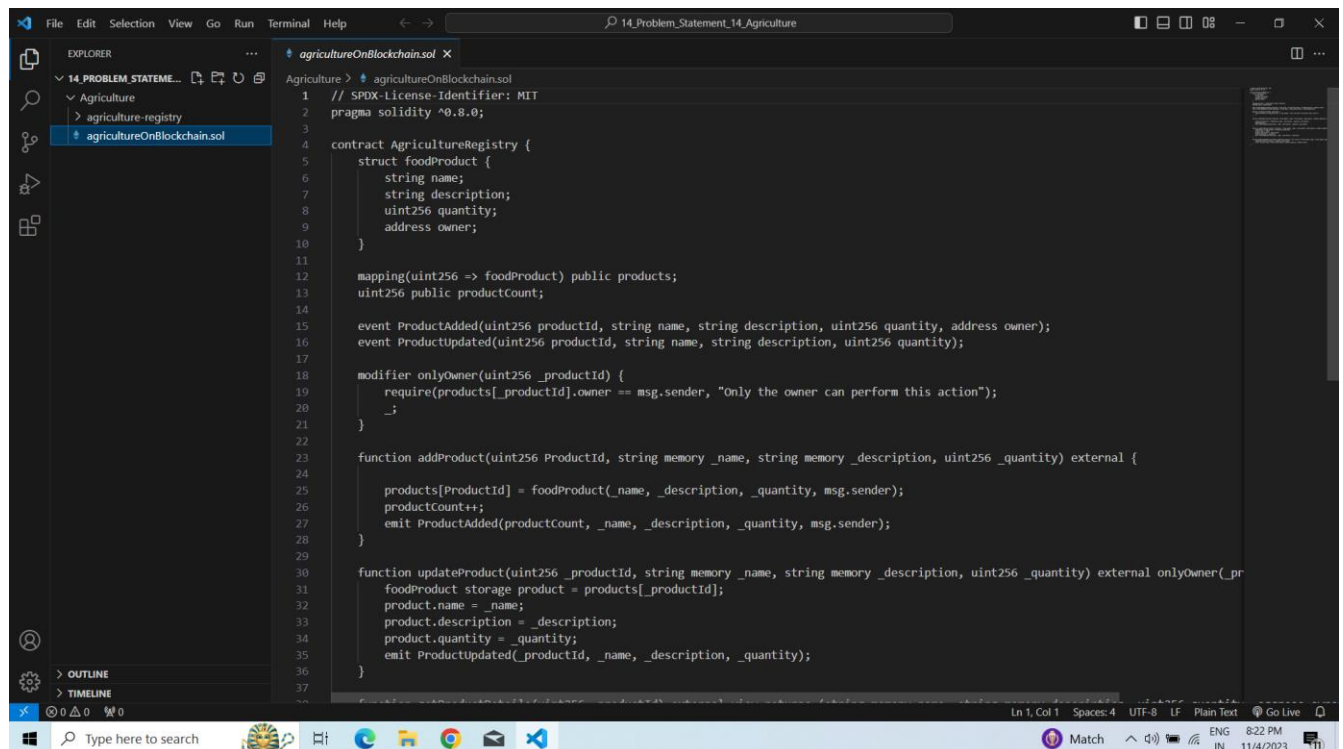 File Edit Selection View Go Run Terminal Help
14_Problem_Statement_14_Agriculture
EXPLORER
agricultureOnBlockchain.sol
14_PROBLEM_STATEME...
Agriculture
agriculture-registry
agricultureOnBlockchain.sol
Agriculture > agricultureOnBlockchain.sol
1 // SPDX-License-Identifier: MIT
2 pragma solidity ^0.8.0;
3
4 contract AgricultureRegistry {
5 struct foodProduct {
6 string name;
7 string description;
8 uint256 quantity;
9 address owner;
10 }
11
12 mapping(uint256 => foodProduct) public products;
13 uint256 public productCount;
14
15 event ProductAdded(uint256 productId, string name, string description, uint256 quantity, address owner);
16 event ProductUpdated(uint256 productId, string name, string description, uint256 quantity);
17
18 modifier onlyOwner(uint256 _productId) {
19 require(products[_productId].owner == msg.sender, "Only the owner can perform this action");
20 _;
21 }
22
23 function addProduct(uint256 ProductId, string memory _name, string memory _description, uint256 _quantity) external {
24
25 products[ProductId] = foodProduct(_name, _description, _quantity, msg.sender);
26 productCount++;
27 emit ProductAdded(productCount, _name, _description, _quantity, msg.sender);
28 }
29
30 function updateProduct(uint256 _productId, string memory _name, string memory _description, uint256 _quantity) external onlyOwner(_pr
31 foodProduct storage product = products[_productId];
32 product.name = _name;
33 product.description = _description;
34 product.quantity = _quantity;
35 emit ProductUpdated(_productId, _name, _description, _quantity);
36 }
37
OUTLINE
TIMELINE
0 0 0
Ln 1, Col 1 Spaces: 4 UTF-8 LF Plain Text Go Live
Type here to search
Match
ENG
IN
8:22 PM
11/4/2023